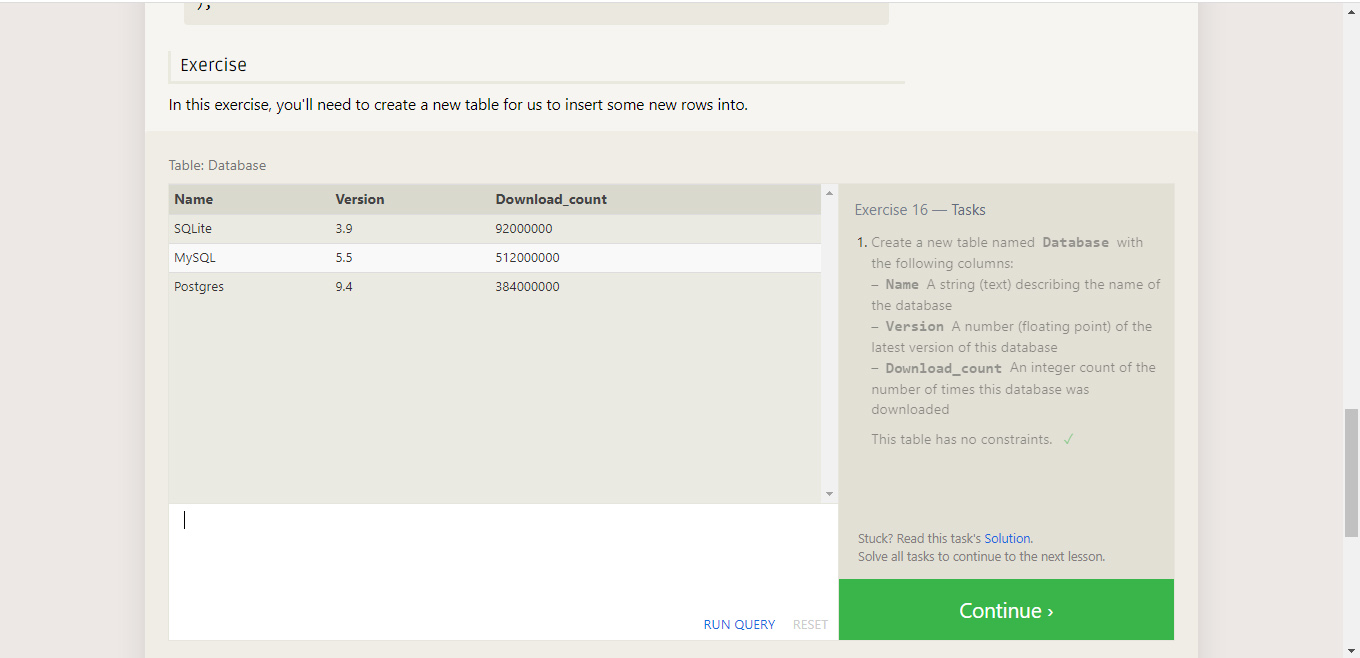 );
Exercise
In this exercise, you'll need to create a new table for us to insert some new rows into.
Table: Database
Name Version Download_count
SQLite 3.9 92000000
MySQL 5.5 512000000
Postgres 9.4 384000000
Exercise 16 — Tasks
1. Create a new table named Database with
the following columns:
– Name A string (text) describing the name of
the database
– Version A number (floating point) of the
latest version of this database
– Download_count An integer count of the
number of times this database was
downloaded
This table has no constraints. ✓
Stuck? Read this task's Solution.
Solve all tasks to continue to the next lesson.
RUN QUERY RESET
Continue ›